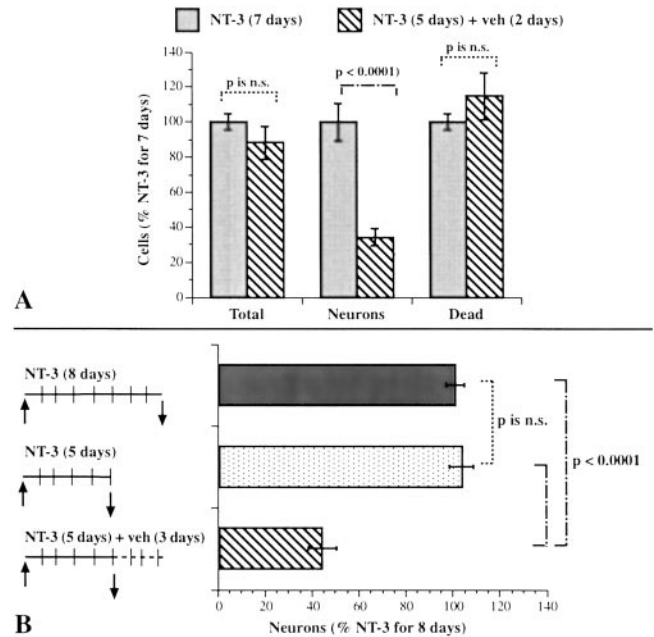 NT-3 (7 days) NT-3 (5 days) + veh (2 days)
140
120
100
80
60
40
20
0
Cells (% NT-3 for 7 days)
p is n.s.
p < 0.0001)
p is n.s.
Total Neurons Dead
A
NT-3 (8 days)
NT-3 (5 days)
NT-3 (5 days) + veh (3 days)
p is n.s.
p < 0.0001
0 20 40 60 80 100 120 140
Neurons (% NT-3 for 8 days)
B